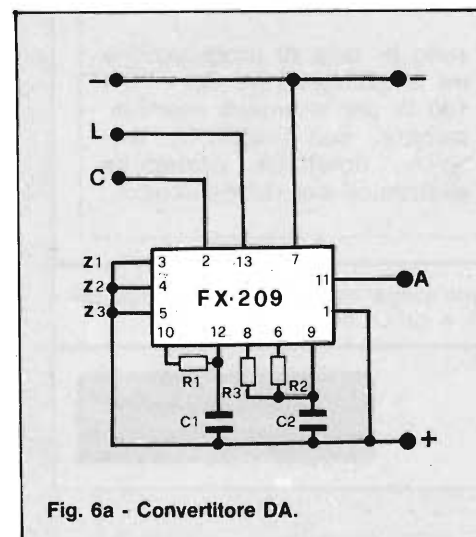 – –
L
C
Z1 3 2 13 7
Z2 4 11 A
FX·209
Z3 5 1
10 12 8 6 9
R1 R3 R2
C1 C2
+
Fig. 6a - Convertitore DA.